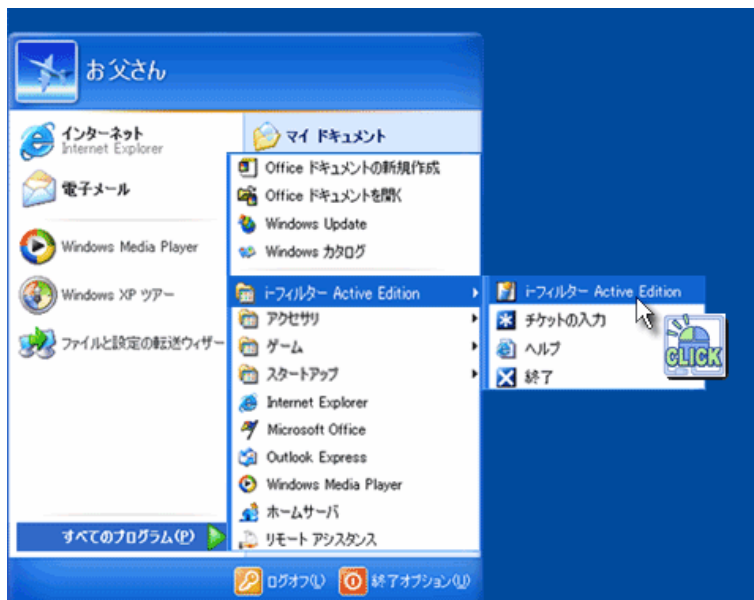 お父さん
インターネット
Internet Explorer
電子メール
Windows Media Player
Windows XP ツアー
ファイルと設定の転送ウィザー
すべてのプログラム(P)
マイ ドキュメント
Office ドキュメントの新規作成
Office ドキュメントを開く
Windows Update
Windows カタログ
i-フィルター Active Edition
アクセサリ
ゲーム
スタートアップ
Internet Explorer
Microsoft Office
Outlook Express
Windows Media Player
ホームサーバ
リモート アシスタンス
i-フィルター Active Edition
チケットの入力
ヘルプ
終了
CLICK
ログオフ(L)
終了オプション(U)